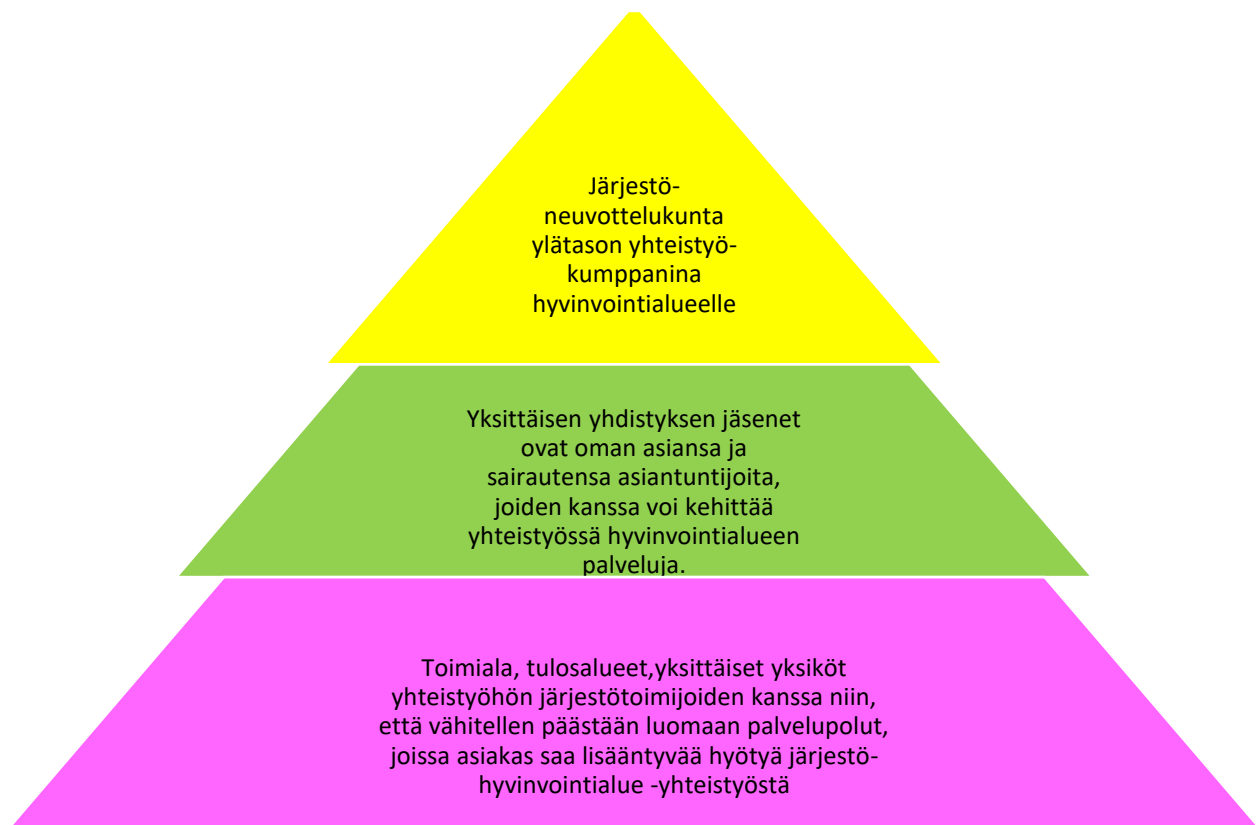 Järjestö-
neuvottelukunta
ylätason yhteistyö-
kumppanina
hyvinvointialueelle
Yksittäisen yhdistyksen jäsenet
ovat oman asiansa ja
sairautensa asiantuntijoita,
joiden kanssa voi kehittää
yhteistyössä hyvinvointialueen
palveluja.
Toimiala, tulosalueet,yksittäiset yksiköt
yhteistyöhön järjestötoimijoiden kanssa niin,
että vähitellen päästään luomaan palvelupolut,
joissa asiakas saa lisääntyvää hyötyä järjestö-
hyvinvointialue -yhteistyöstä